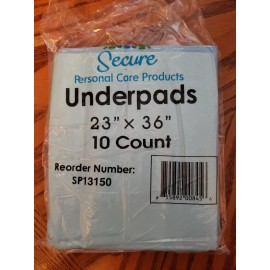 Secure
Personal Care Products
Underpads
23" × 36"
10 Count
Reorder Number:
SP13150